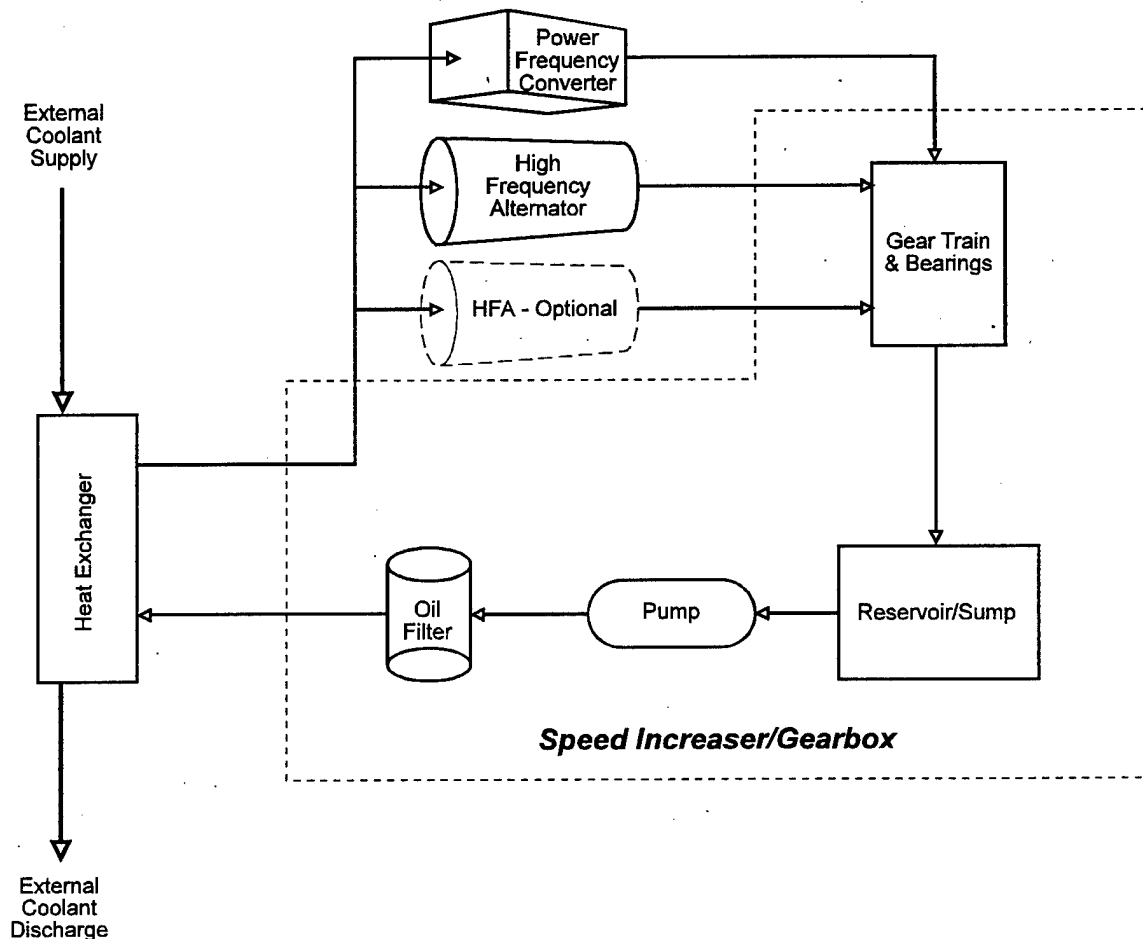 Power
Frequency
Converter
External
Coolant
Supply
High
Frequency
Alternator
Gear Train
& Bearings
HFA - Optional
Heat Exchanger
Oil
Filter
Pump
Reservoir/Sump
Speed Increaser/Gearbox
External
Coolant
Discharge